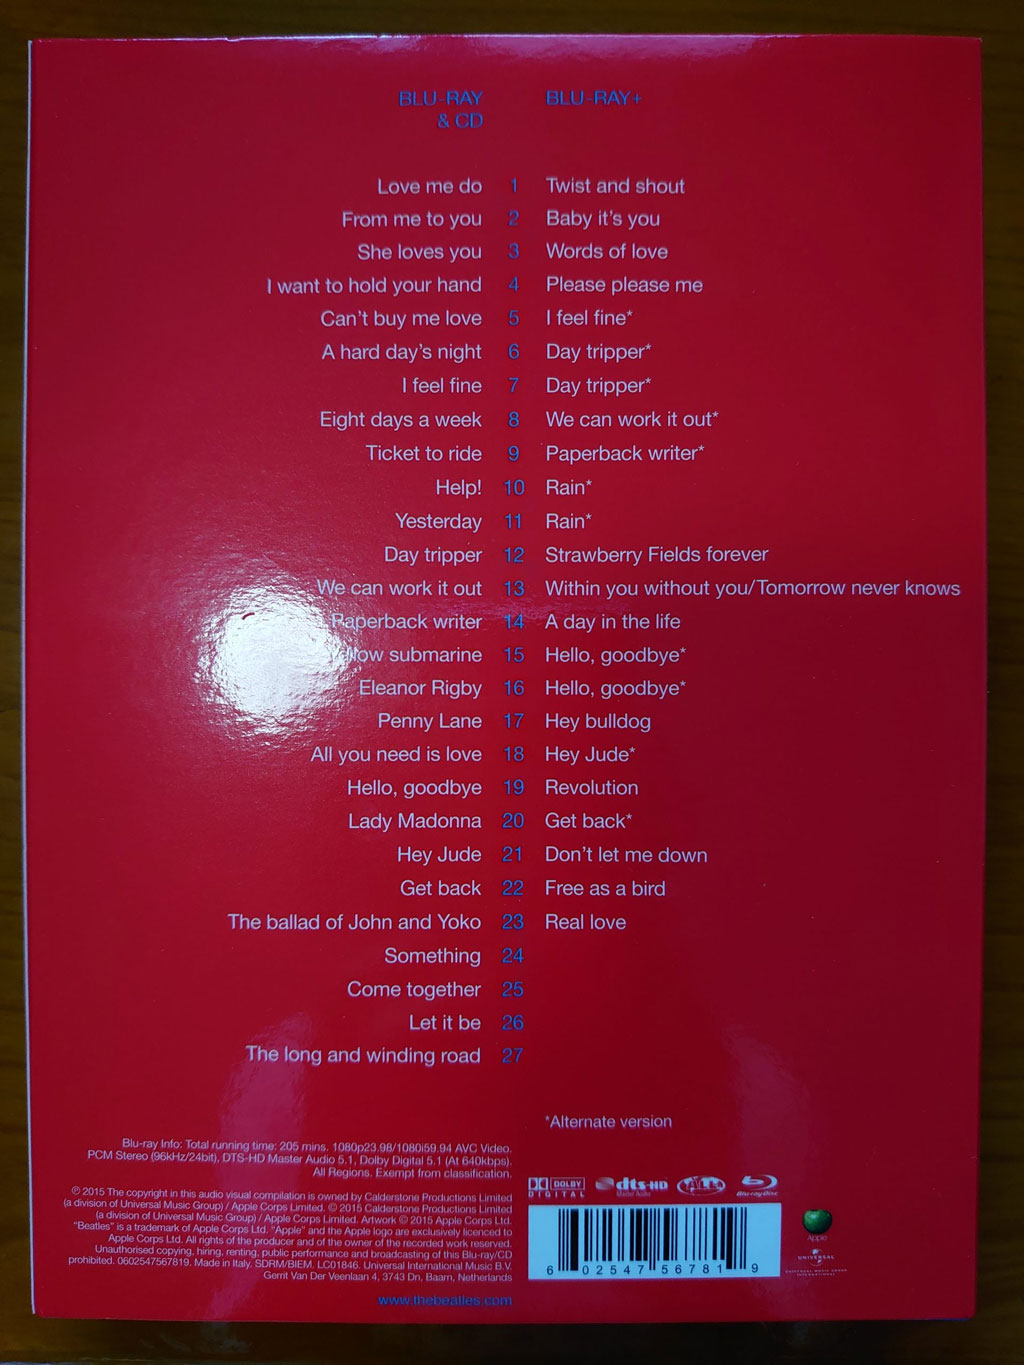 BLU-RAY
& CD
BLU-RAY+
Love me do 1 Twist and shout
From me to you 2 Baby it's you
She loves you 3 Words of love
I want to hold your hand 4 Please please me
Can't buy me love 5 I feel fine*
A hard day's night 6 Day tripper*
I feel fine 7 Day tripper*
Eight days a week 8 We can work it out*
Ticket to ride 9 Paperback writer*
Help! 10 Rain*
Yesterday 11 Rain*
Day tripper 12 Strawberry Fields forever
We can work it out 13 Within you without you/Tomorrow never knows
Paperback writer 14 A day in the life
submarine 15 Hello, goodbye*
Eleanor Rigby 16 Hello, goodbye*
Penny Lane 17 Hey bulldog
All you need is love 18 Hey Jude*
Hello, goodbye 19 Revolution
Lady Madonna 20 Get back*
Hey Jude 21 Don't let me down
Get back 22 Free as a bird
The ballad of John and Yoko 23 Real love
Something 24
Come together 25
Let it be 26
The long and winding road 27
*Alternate version
Blu-ray Info: Total running time: 205 mins. 1080p23.98/1080i59.94 AVC Video.
PCM Stereo (96kHz/24bit), DTS-HD Master Audio 5.1, Dolby Digital 5.1 (At 640kbps).
All Regions. Exempt from classification.
℗ 2015 The copyright in this audio visual compilation is owned by Calderstone Productions Limited
(a division of Universal Music Group) / Apple Corps Limited. © 2015 Calderstone Productions Limited
(a division of Universal Music Group) / Apple Corps Limited. Artwork © 2015 Apple Corps Ltd.
"Beatles" is a trademark of Apple Corps Ltd. "Apple" and the Apple logo are exclusively licenced to
Apple Corps Ltd. All rights of the producer and of the owner of the recorded work reserved.
Unauthorised copying, hiring, renting, public performance and broadcasting of this Blu-ray/CD
prohibited. 0602547567819. Made in Italy. SDRM/BIEM. LC01846. Universal International Music B.V.
Gerrit Van Der Veenlaan 4, 3743 Dn, Baarn, Netherlands
www.thebeatles.com
DOLBY
DIGITAL
dts-HD
Master Audio
Blu-ray Disc
6 02547 56781 9
Apple
UNIVERSAL
UNIVERSAL MUSIC GROUP
INTERNATIONAL